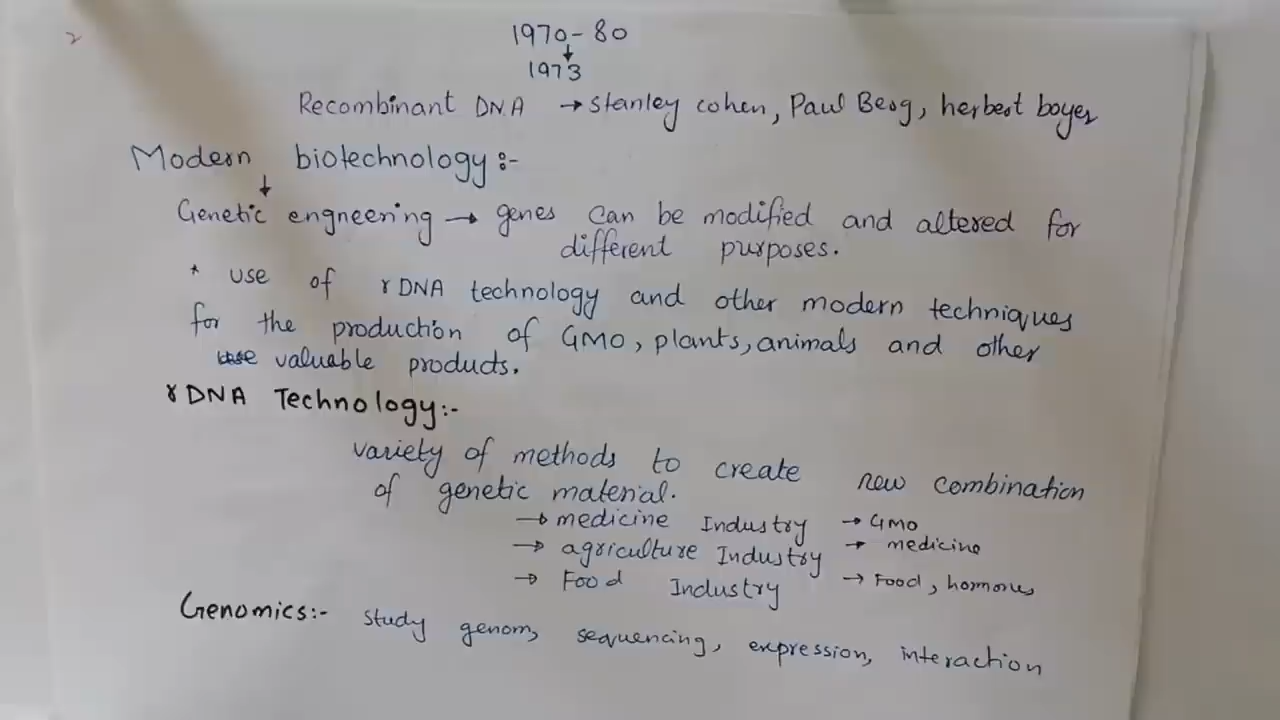 1970-80
↓
1973
Recombinant DNA → Stanley cohen, Paul Berg, herbert boyer
Modern biotechnology:-
↓
Genetic engneering → genes can be modified and altered for
different purposes.
* use of rDNA technology and other modern techniques
for the production of GMO, plants, animals and other
valuable products.
rDNA Technology:-
variety of methods to create new combination
of genetic material.
→ medicine Industry → GMO
→ agriculture Industry → medicine
→ Food Industry → Food, hormones
Genomics:- study genom, sequencing, expression, interaction